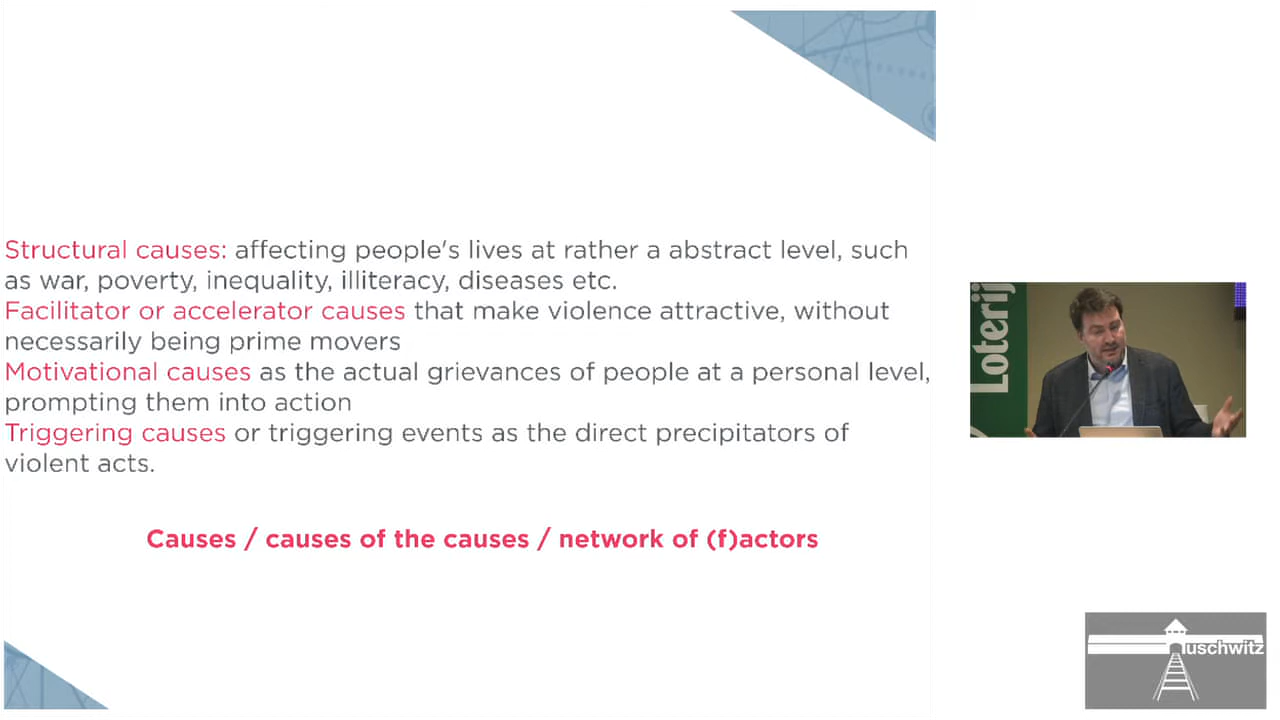 Structural causes: affecting people's lives at rather a abstract level, such
as war, poverty, inequality, illiteracy, diseases etc.
Facilitator or accelerator causes that make violence attractive, without
necessarily being prime movers
Motivational causes as the actual grievances of people at a personal level,
prompting them into action
Triggering causes or triggering events as the direct precipitators of
violent acts.
Causes / causes of the causes / network of (f)actors
Loterij
uschwitz